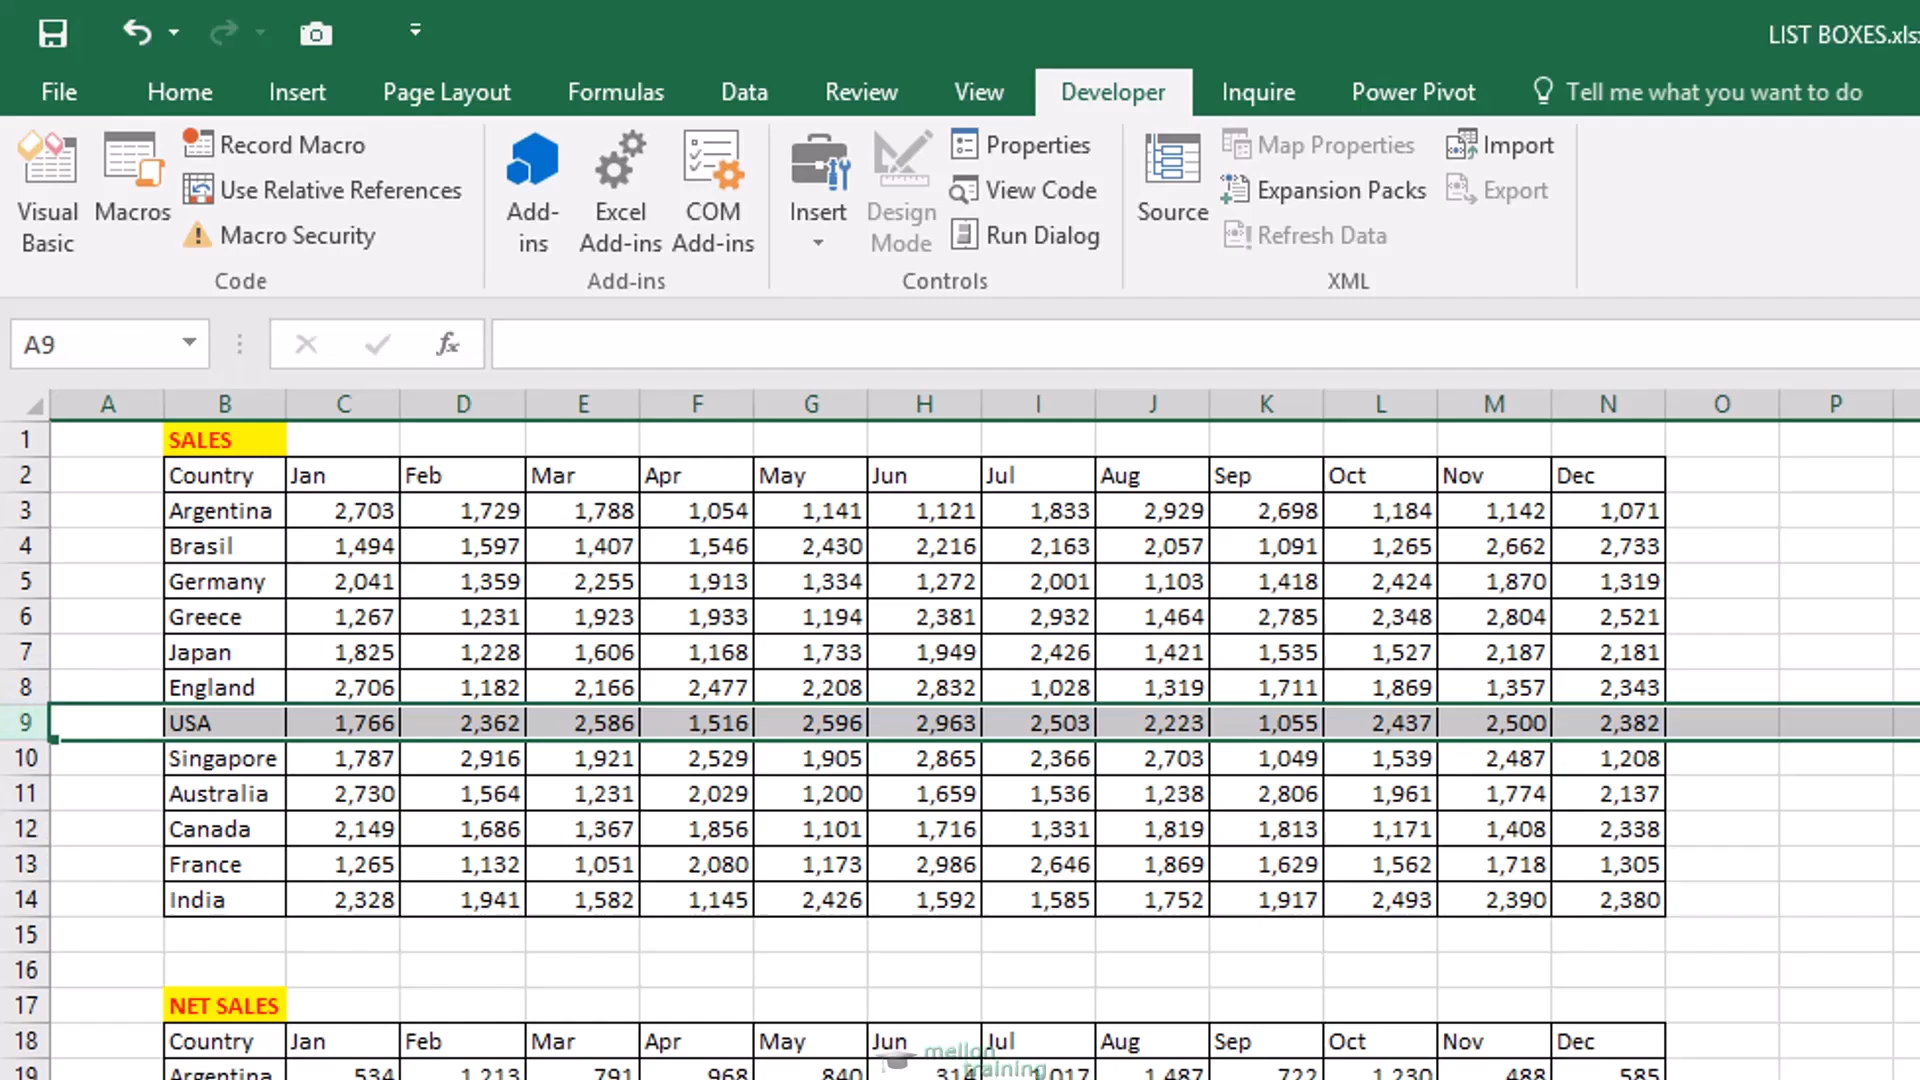 LIST BOXES.xls
File Home Insert Page Layout Formulas Data Review View Developer Inquire Power Pivot Tell me what you want to do
Visual Basic
Macros
Record Macro
Use Relative References
Macro Security
Code
Add-ins
Excel Add-ins
COM Add-ins
Add-ins
Insert
Design Mode
Properties
View Code
Run Dialog
Controls
Source
Map Properties
Expansion Packs
Refresh Data
Import
Export
XML
A9 fx
A B C D E F G H I J K L M N O P
1 SALES
2 Country Jan Feb Mar Apr May Jun Jul Aug Sep Oct Nov Dec
3 Argentina 2,703 1,729 1,788 1,054 1,141 1,121 1,833 2,929 2,698 1,184 1,142 1,071
4 Brasil 1,494 1,597 1,407 1,546 2,430 2,216 2,163 2,057 1,091 1,265 2,662 2,733
5 Germany 2,041 1,359 2,255 1,913 1,334 1,272 2,001 1,103 1,418 2,424 1,870 1,319
6 Greece 1,267 1,231 1,923 1,933 1,194 2,381 2,932 1,464 2,785 2,348 2,804 2,521
7 Japan 1,825 1,228 1,606 1,168 1,733 1,949 2,426 1,421 1,535 1,527 2,187 2,181
8 England 2,706 1,182 2,166 2,477 2,208 2,832 1,028 1,319 1,711 1,869 1,357 2,343
9 USA 1,766 2,362 2,586 1,516 2,596 2,963 2,503 2,223 1,055 2,437 2,500 2,382
10 Singapore 1,787 2,916 1,921 2,529 1,905 2,865 2,366 2,703 1,049 1,539 2,487 1,208
11 Australia 2,730 1,564 1,231 2,029 1,200 1,659 1,536 1,238 2,806 1,961 1,774 2,137
12 Canada 2,149 1,686 1,367 1,856 1,101 1,716 1,331 1,819 1,813 1,171 1,408 2,338
13 France 1,265 1,132 1,051 2,080 1,173 2,986 2,646 1,869 1,629 1,562 1,718 1,305
14 India 2,328 1,941 1,582 1,145 2,426 1,592 1,585 1,752 1,917 2,493 2,390 2,380
15
16
17 NET SALES
18 Country Jan Feb Mar Apr May Jun Jul Aug Sep Oct Nov Dec
mellon
training
19 Argentina 534 1,213 791 968 840 314 1,017 1,487 722 1,230 488 585